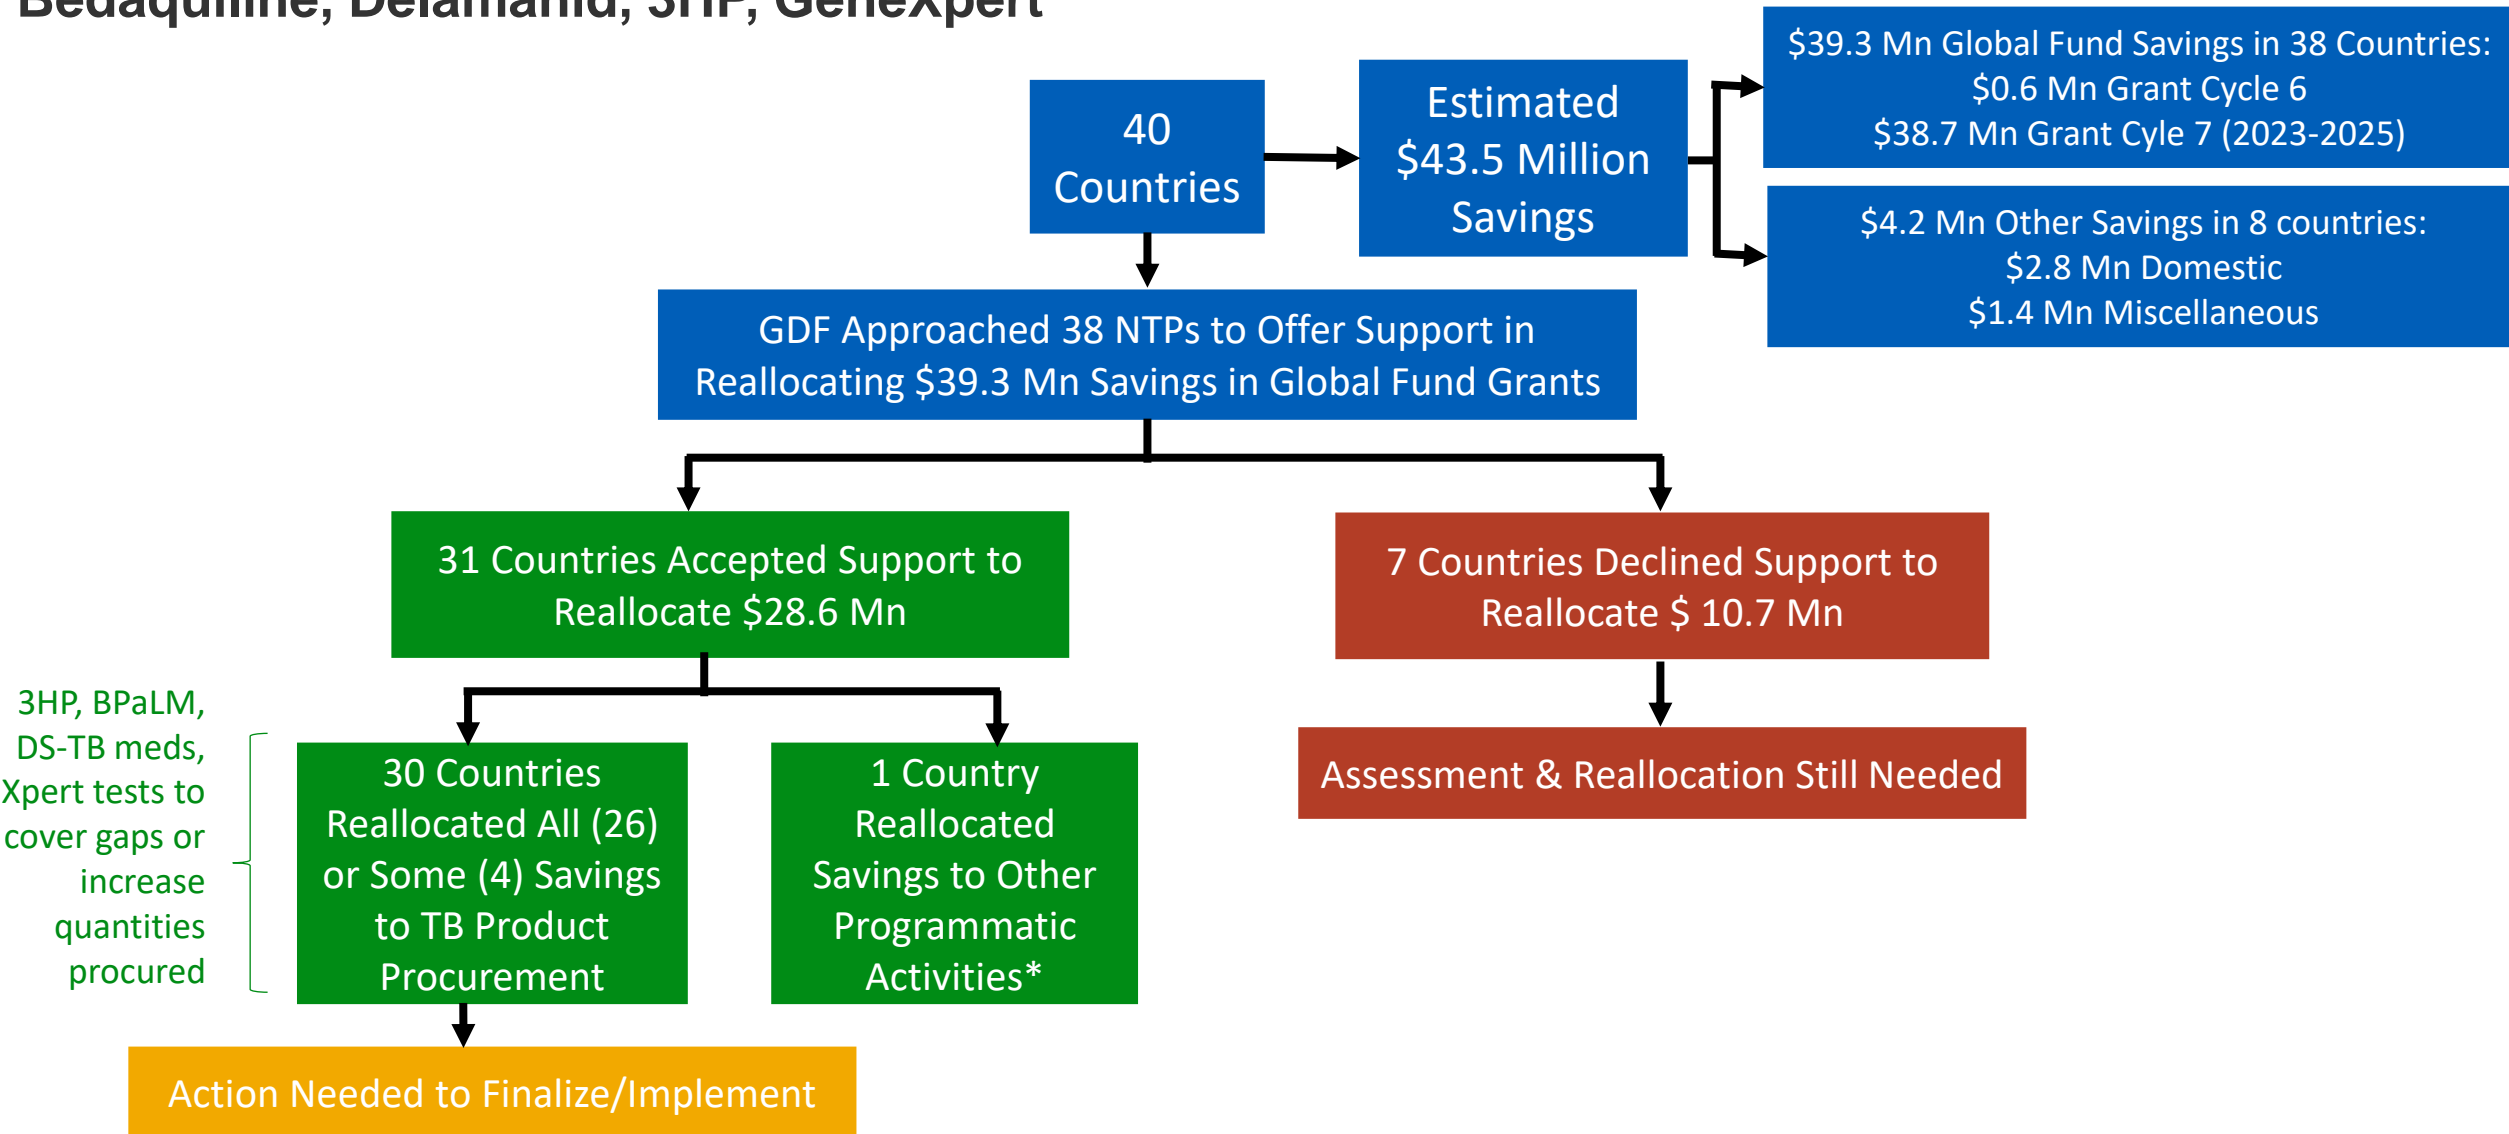 Bedaquiline, Delamanid, 3HP, GeneXpert
40
Countries
Estimated
$43.5 Million
Savings
$39.3 Mn Global Fund Savings in 38 Countries:
$0.6 Mn Grant Cycle 6
$38.7 Mn Grant Cyle 7 (2023-2025)
$4.2 Mn Other Savings in 8 countries:
$2.8 Mn Domestic
$1.4 Mn Miscellaneous
GDF Approached 38 NTPs to Offer Support in
Reallocating $39.3 Mn Savings in Global Fund Grants
31 Countries Accepted Support to
Reallocate $28.6 Mn
7 Countries Declined Support to
Reallocate $ 10.7 Mn
3HP, BPaLM,
DS-TB meds,
Xpert tests to
cover gaps or
increase
quantities
procured
30 Countries
Reallocated All (26)
or Some (4) Savings
to TB Product
Procurement
1 Country
Reallocated
Savings to Other
Programmatic
Activities*
Assessment & Reallocation Still Needed
Action Needed to Finalize/Implement